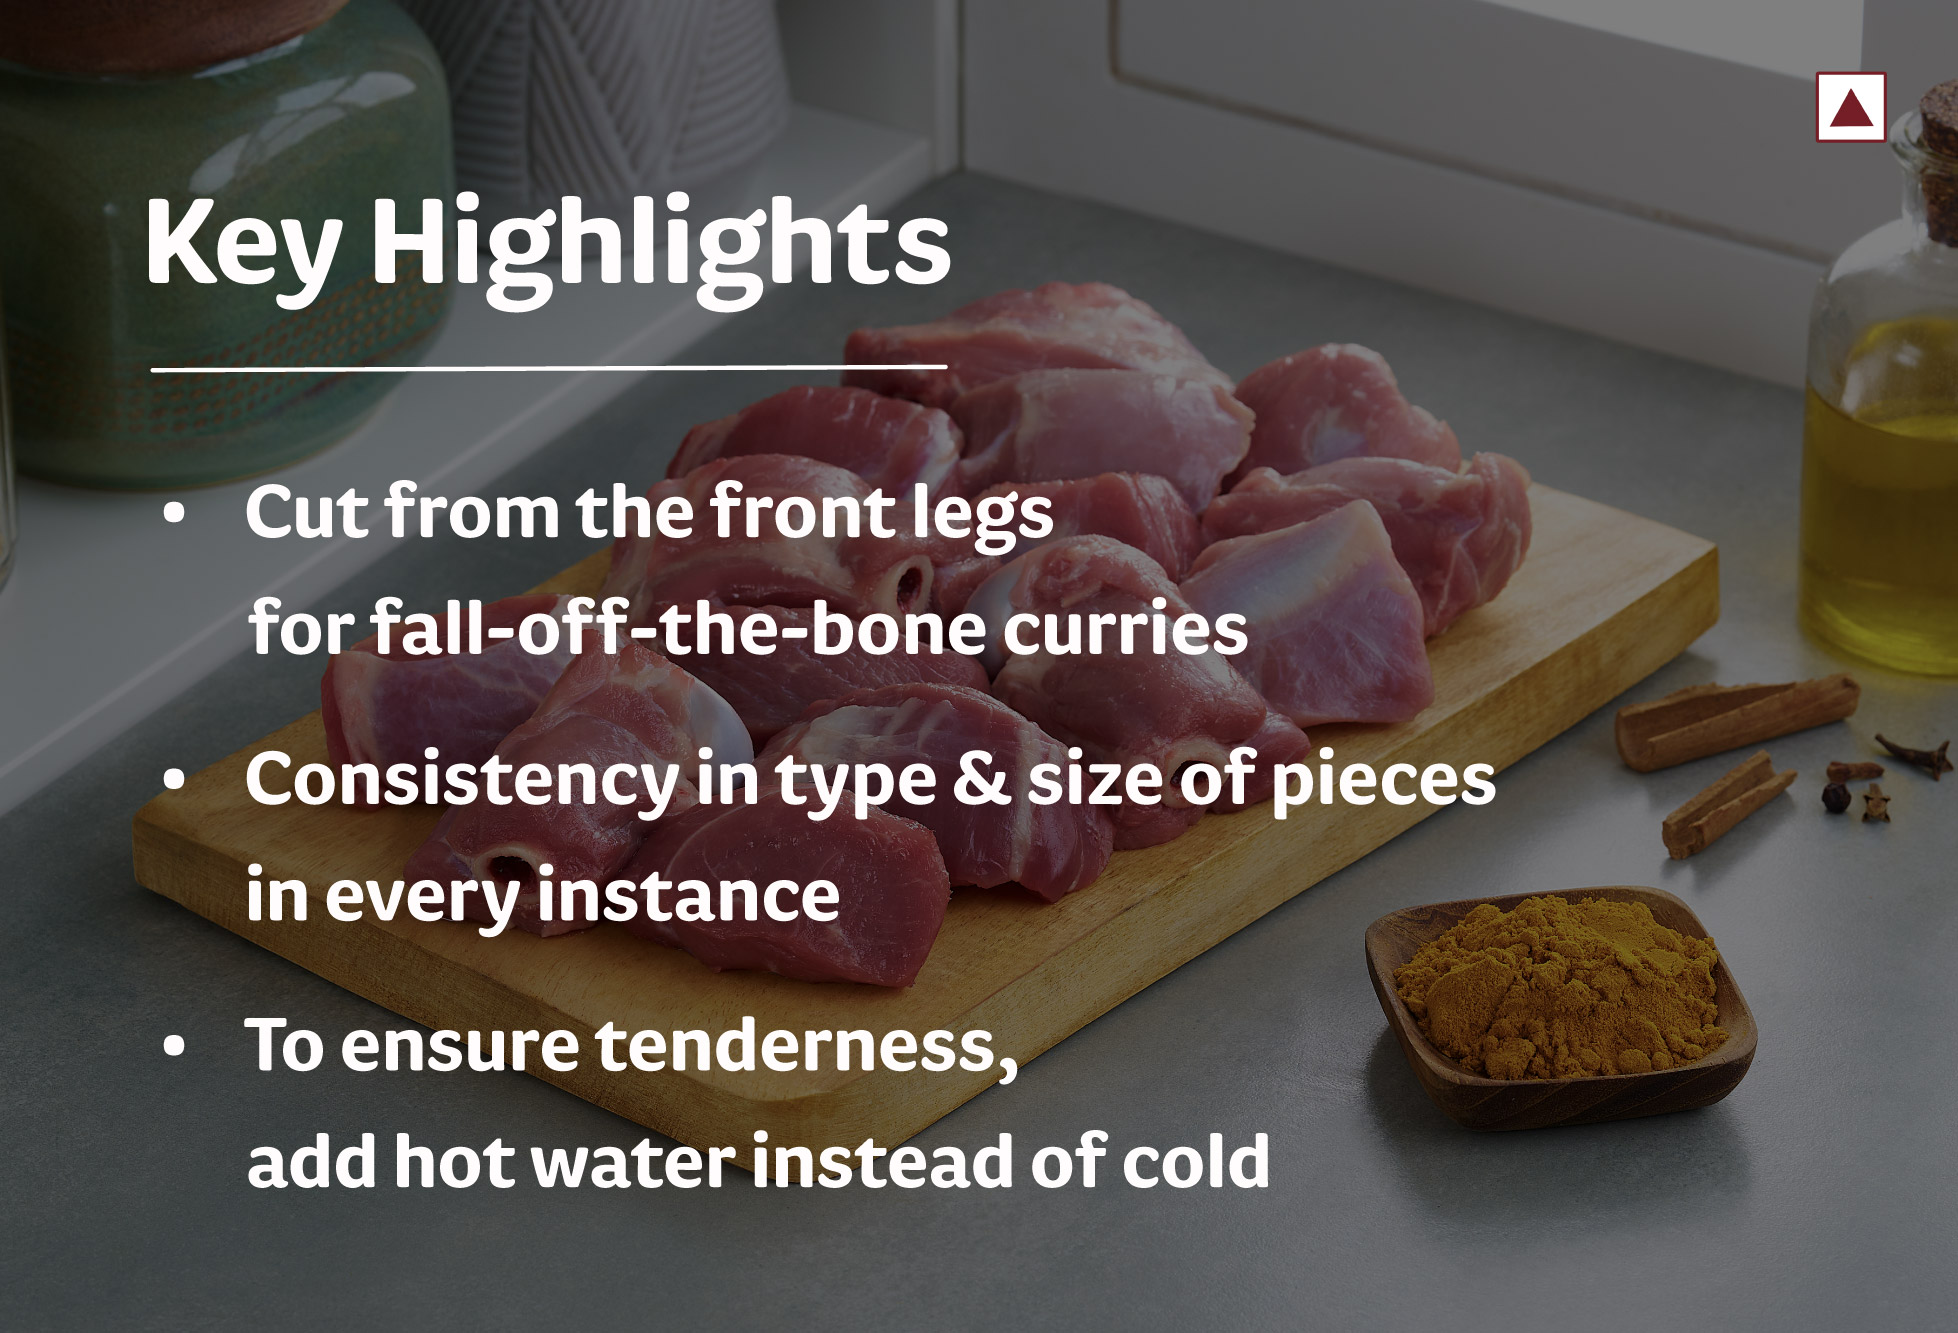 Key Highlights
• Cut from the front legs
for fall-off-the-bone curries
• Consistency in type & size of pieces
in every instance
• To ensure tenderness,
add hot water instead of cold